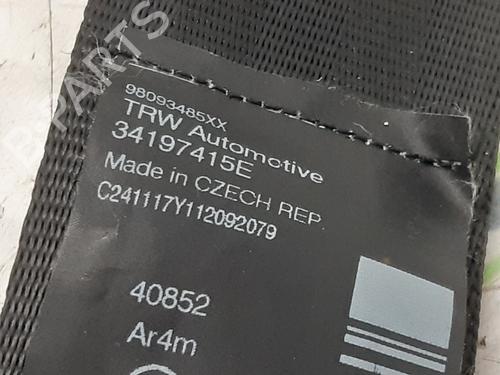 98093485XX
TRW Automotive
34197415E
Made in CZECH REP
C241117Y112092079
40852
Ar4m
B-PARTS